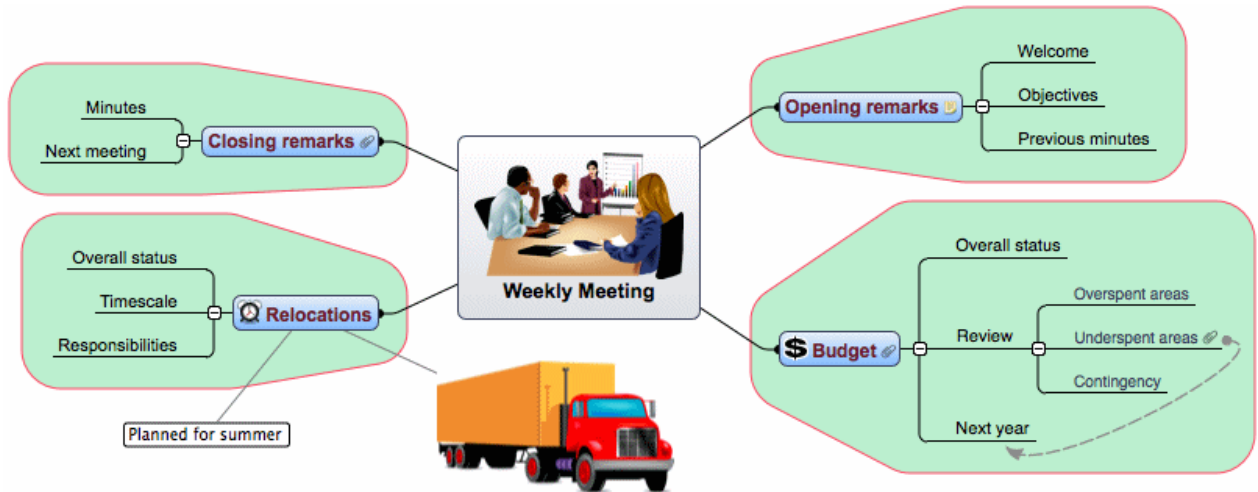 Weekly Meeting
Opening remarks
Welcome
Objectives
Previous minutes
$ Budget
Overall status
Review
Overspent areas
Underspent areas
Contingency
Next year
Relocations
Overall status
Timescale
Responsibilities
Planned for summer
Closing remarks
Minutes
Next meeting